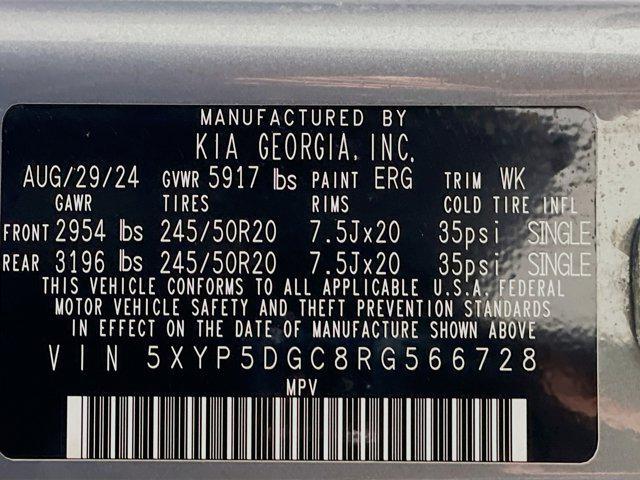 MANUFACTURED BY
KIA GEORGIA, INC.
AUG/29/24 GVWR 5917 lbs PAINT ERG TRIM WK
GAWR TIRES RIMS COLD TIRE INFL
FRONT 2954 lbs 245/50R20 7.5Jx20 35psi SINGLE
REAR 3196 lbs 245/50R20 7.5Jx20 35psi SINGLE
THIS VEHICLE CONFORMS TO ALL APPLICABLE U.S.A. FEDERAL
MOTOR VEHICLE SAFETY AND THEFT PREVENTION STANDARDS
IN EFFECT ON THE DATE OF MANUFACTURE SHOWN ABOVE
VIN 5XYP5DGC8RG566728
MPV